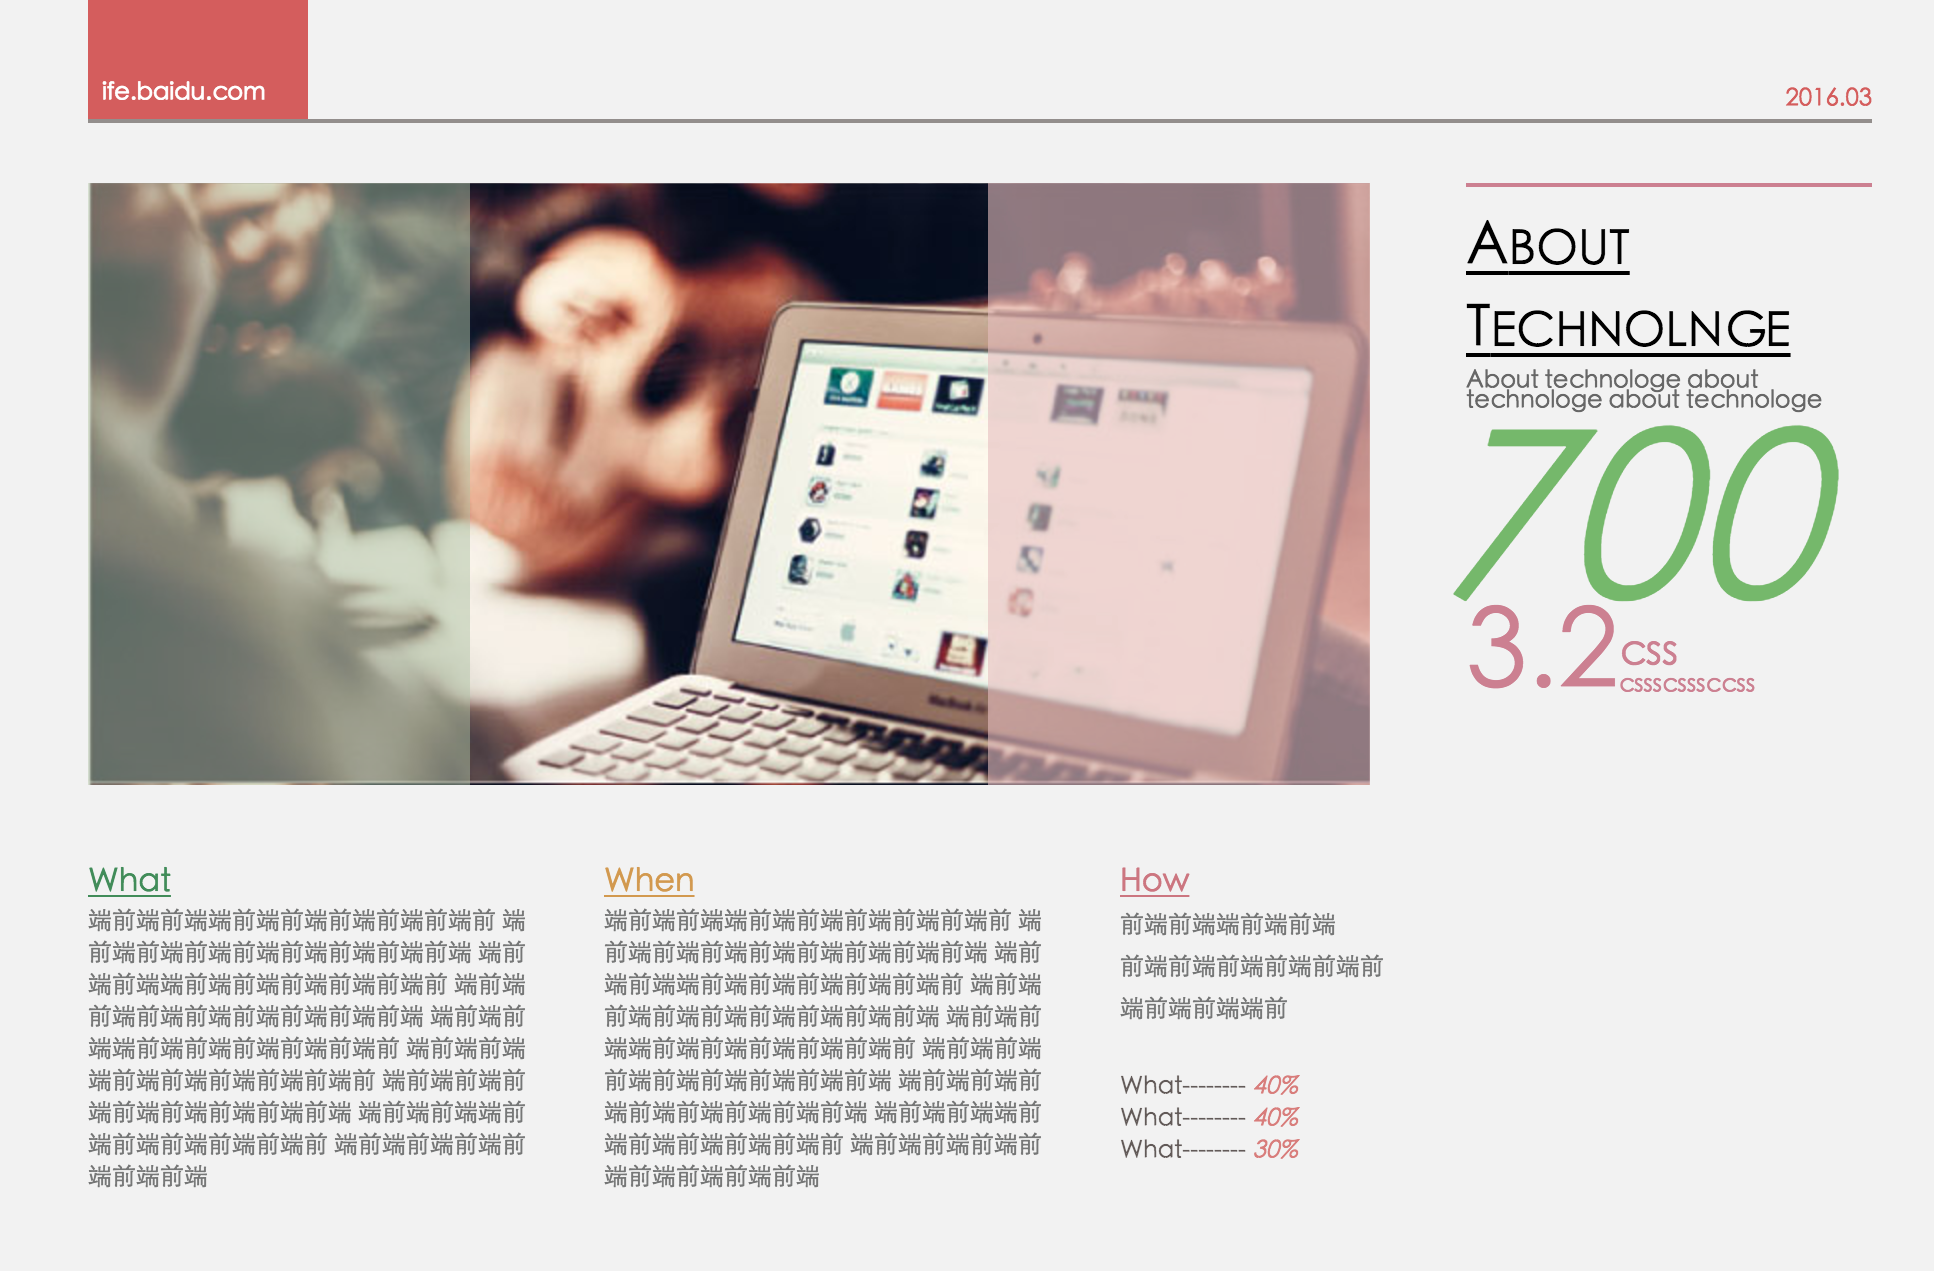 ife.baidu.com
2016.03
ABOUT
TECHNOLNGE
About technologe about
technologe about technologe
700
3.2 CSS
CSSSCSSSCCSS
What
端前端前端端前端前端前端前端前端前端前 端
前端前端前端前端前端前端前端前端 端前
端前端端前端前端前端前端前端前 端前端
前端前端前端前端前端前端前端 端前端前
端端前端前端前端前端前端前 端前端前端
端前端前端前端前端前端前 端前端前端前
端前端前端前端前端前端 端前端前端端前
端前端前端前端前端前 端前端前端前端前
端前端前端
When
端前端前端端前端前端前端前端前端前端前 端
前端前端前端前端前端前端前端前端 端前
端前端端前端前端前端前端前端前 端前端
前端前端前端前端前端前端前端 端前端前
端端前端前端前端前端前端前 端前端前端
前端前端前端前端前端前端 端前端前端前
端前端前端前端前端前端 端前端前端端前
端前端前端前端前端前 端前端前端前端前
端前端前端前端前端
How
前端前端端前端前端
前端前端前端前端前端前
端前端前端端前
What-------- 40%
What-------- 40%
What-------- 30%